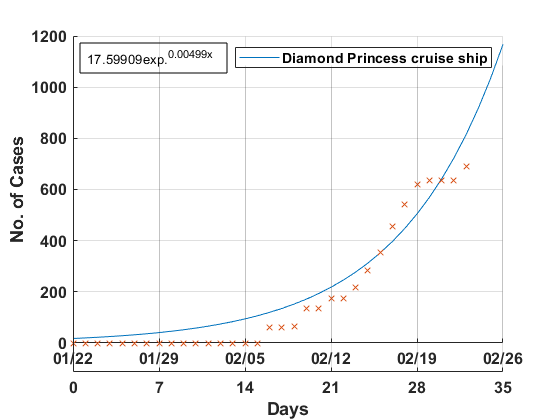 1200
17.59909exp.^0.00499x
Diamond Princess cruise ship
1000
800
600
400
200
0
No. of Cases
01/22 01/29 02/05 02/12 02/19 02/26
0 7 14 21 28 35
Days